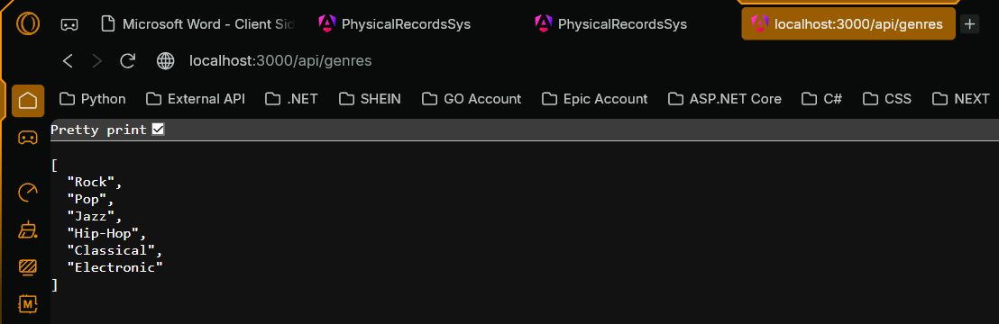 Microsoft Word - Client Sid
PhysicalRecordsSys
PhysicalRecordsSys
localhost:3000/api/genres
localhost:3000/api/genres
Python
External API
.NET
SHEIN
GO Account
Epic Account
ASP.NET Core
C#
CSS
NEXT
Pretty print
[
"Rock",
"Pop",
"Jazz",
"Hip-Hop",
"Classical",
"Electronic"
]
M